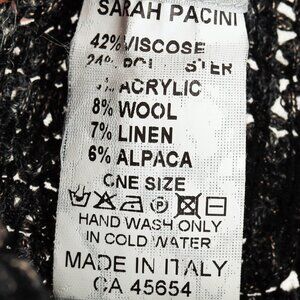 SARAH PACINI
42% VISCOSE
ACRYLIC
8% WOOL
7% LINEN
6% ALPACA
ONE SIZE
HAND WASH ONLY
IN COLD WATER
MADE IN ITALY
CA 45654